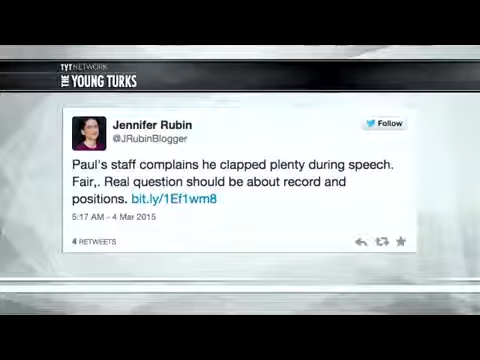 TYT NETWORK
THE YOUNG TURKS
Jennifer Rubin
@JRubinBlogger
Follow
Paul's staff complains he clapped plenty during speech.
Fair,. Real question should be about record and
positions. bit.ly/1Ef1wm8
5:17 AM - 4 Mar 2015
4 RETWEETS